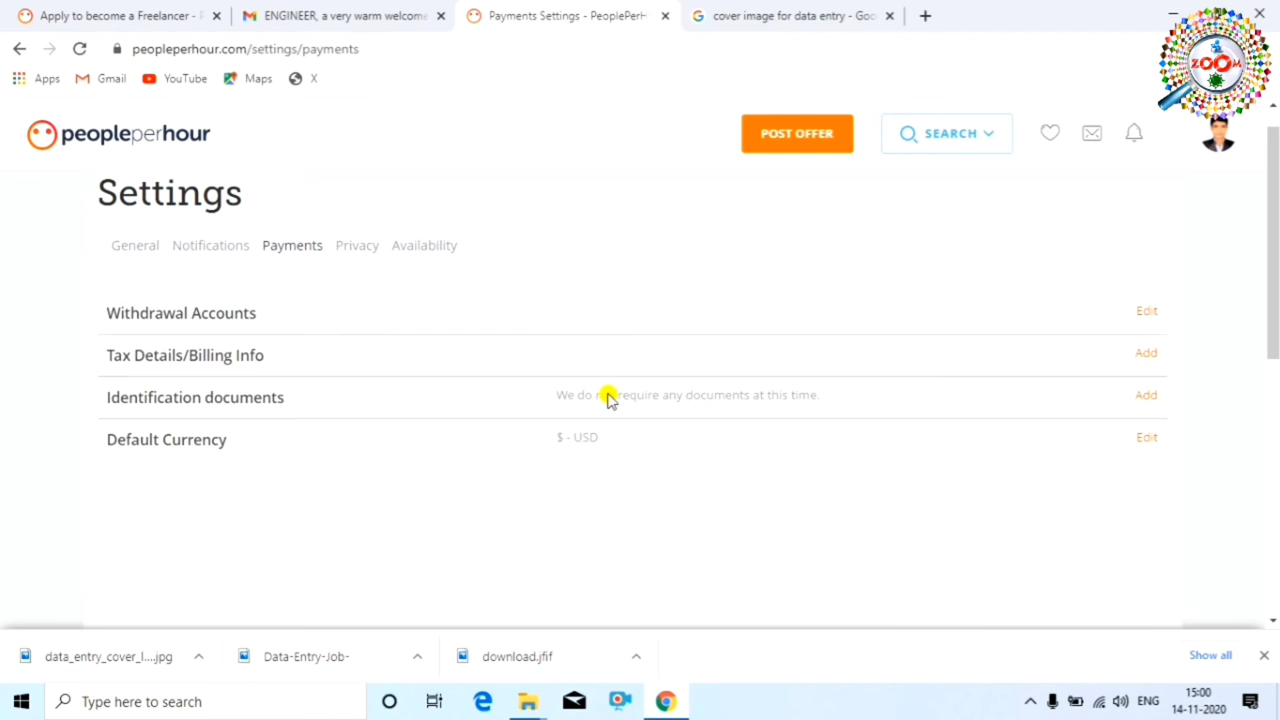 Apply to become a Freelancer - P
ENGINEER, a very warm welcome
Payments Settings - PeoplePerH
cover image for data entry - Goo
peopleperhour.com/settings/payments
Apps
Gmail
YouTube
Maps
X
ZOOM
peopleperhour
POST OFFER
SEARCH
Settings
General
Notifications
Payments
Privacy
Availability
Withdrawal Accounts
Edit
Tax Details/Billing Info
Add
Identification documents
We do require any documents at this time.
Add
Default Currency
$ - USD
Edit
data_entry_cover_l....jpg
Data-Entry-Job-
download.jfif
Show all
Type here to search
ENG
15:00
14-11-2020